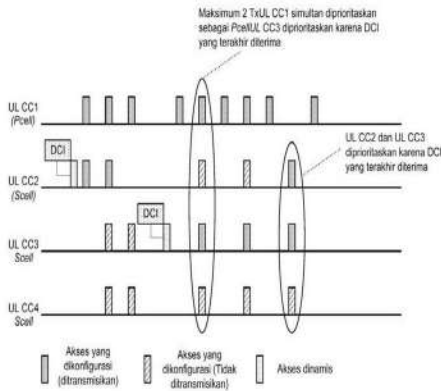 Maksimum 2 TxUL CC1 simultan diprioritaskan
sebagai PcellUL CC3 diprioritaskan karena DCI
yang terakhir diterima
UL CC1
(Pcell)
UL CC2 dan UL CC3
diprioritaskan karena DCI
yang terakhir diterima
DCI
UL CC2
(Scell)
DCI
UL CC3
Scell
UL CC4
Scell
Akses yang
dikonfigurasi
(ditransmisikan)
Akses yang
dikonfigurasi (Tidak
ditransmisikan)
Akses dinamis